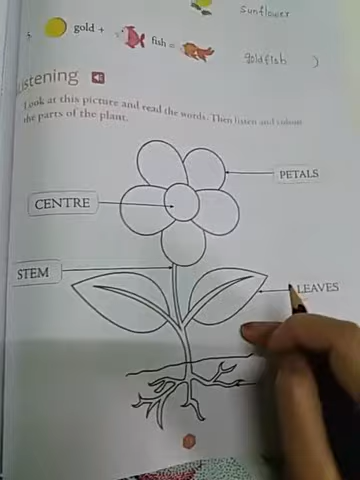 sunflower
gold + fish = goldfish )
Listening
Look at this picture and read the words. Then listen and colour
the parts of the plant.
PETALS
CENTRE
STEM
LEAVES